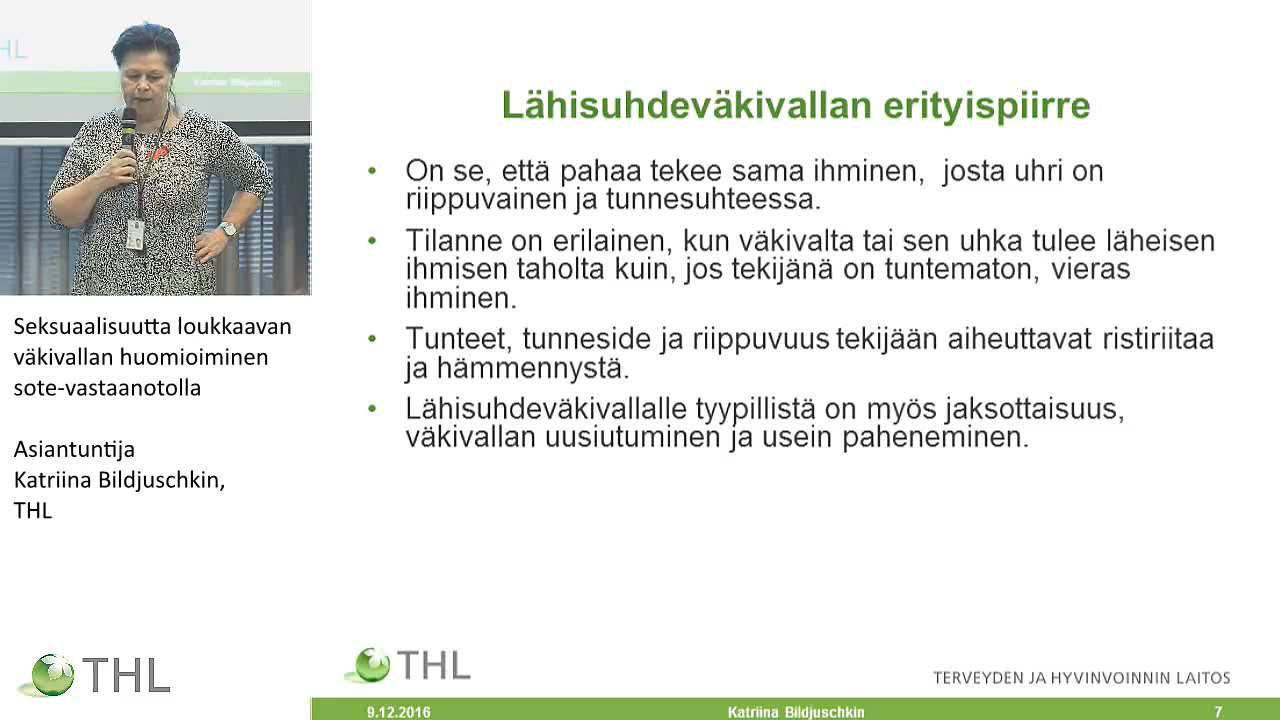 HL
Katriina Bildjuschkin
Seksuaalisuutta loukkaavan
väkivallan huomioiminen
sote-vastaanotolla
Asiantuntija
Katriina Bildjuschkin,
THL
THL
Lähisuhdeväkivallan erityispiirre
• On se, että pahaa tekee sama ihminen, josta uhri on
riippuvainen ja tunnesuhteessa.
• Tilanne on erilainen, kun väkivalta tai sen uhka tulee läheisen
ihmisen taholta kuin, jos tekijänä on tuntematon, vieras
ihminen.
• Tunteet, tunneside ja riippuvuus tekijään aiheuttavat ristiriitaa
ja hämmennystä.
• Lähisuhdeväkivallalle tyypillistä on myös jaksottaisuus,
väkivallan uusiutuminen ja usein paheneminen.
THL
TERVEYDEN JA HYVINVOINNIN LAITOS
9.12.2016 Katriina Bildjuschkin 7